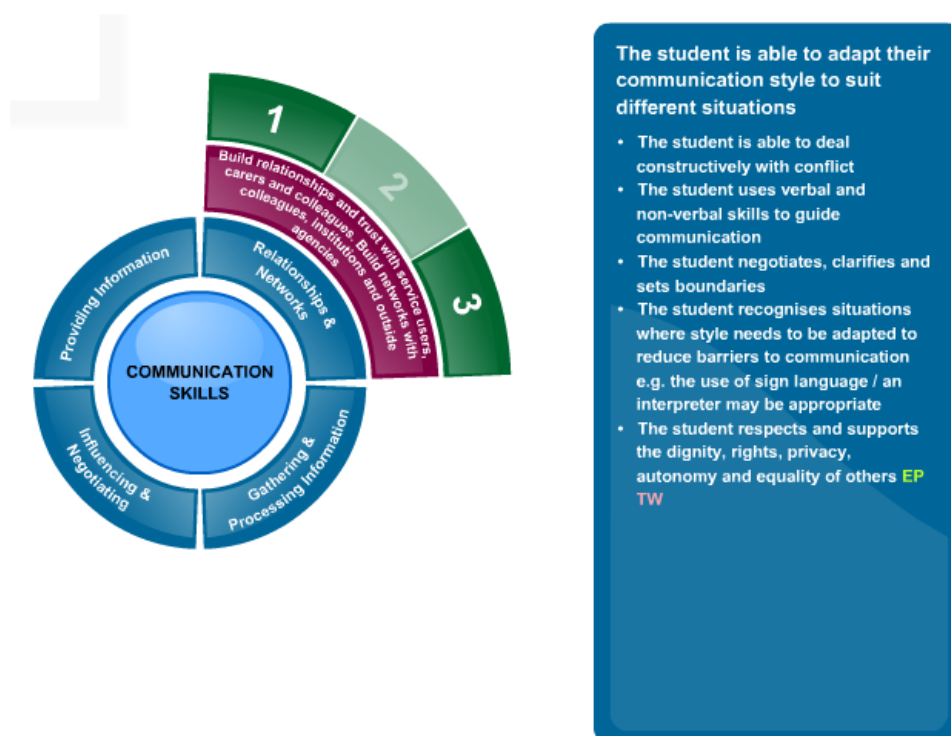 1
2
3
Build relationships and trust with service users,
carers and colleagues. Build networks with
colleagues, institutions and outside
agencies
Providing Information
Relationships &
Networks
COMMUNICATION
SKILLS
Influencing &
Negotiating
Gathering &
Processing Information
The student is able to adapt their
communication style to suit
different situations
• The student is able to deal
constructively with conflict
• The student uses verbal and
non-verbal skills to guide
communication
• The student negotiates, clarifies and
sets boundaries
• The student recognises situations
where style needs to be adapted to
reduce barriers to communication
e.g. the use of sign language / an
interpreter may be appropriate
• The student respects and supports
the dignity, rights, privacy,
autonomy and equality of others EP
TW